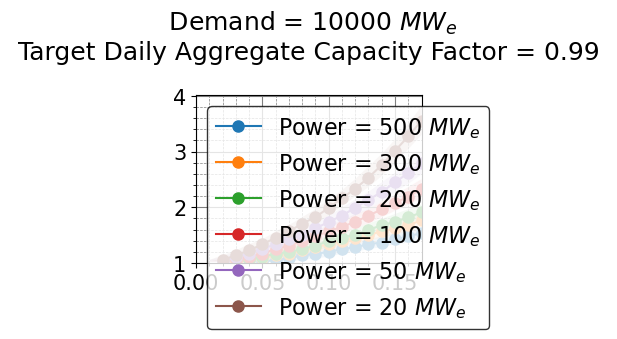 Demand = 10000 MWₑ
Target Daily Aggregate Capacity Factor = 0.99
4
3
2
1
0.00 0.05 0.10 0.15
Power = 500 MWₑ
Power = 300 MWₑ
Power = 200 MWₑ
Power = 100 MWₑ
Power = 50 MWₑ
Power = 20 MWₑ